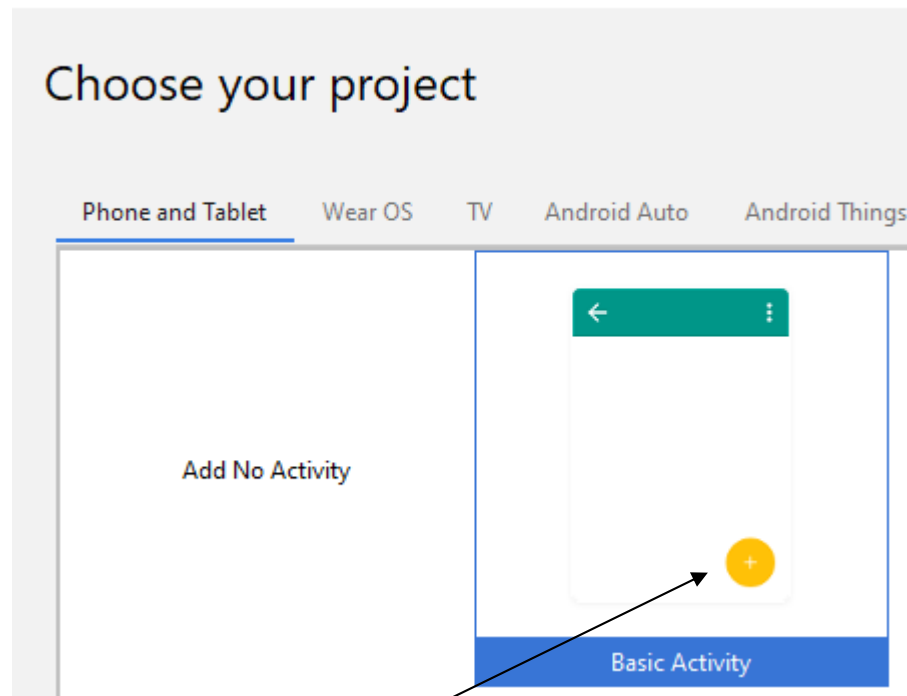 Choose your project
Phone and Tablet Wear OS TV Android Auto Android Things
Add No Activity
Basic Activity